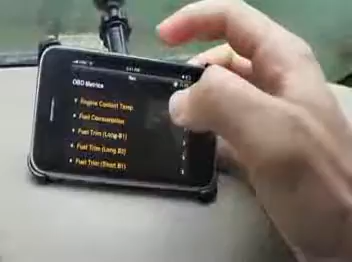 OBD Metrics
Engine Coolant Temp
Fuel Consumption
Fuel Trim (Long B1)
Fuel Trim (Long B2)
Fuel Trim (Short B1)